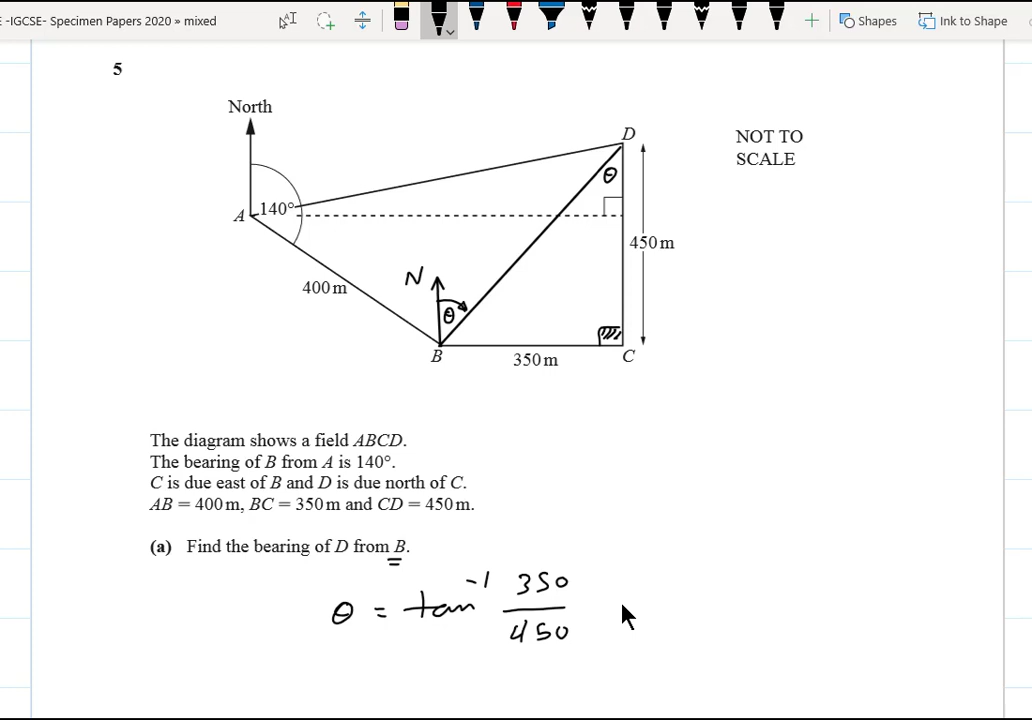 E -IGCSE- Specimen Papers 2020 » mixed
Shapes
Ink to Shape
5
North
D
NOT TO
SCALE
θ
A
140°
450 m
N
400 m
θ
B
350 m
C
The diagram shows a field ABCD.
The bearing of B from A is 140°.
C is due east of B and D is due north of C.
AB = 400 m, BC = 350 m and CD = 450 m.
(a) Find the bearing of D from B.
θ = tan⁻¹ 350/450